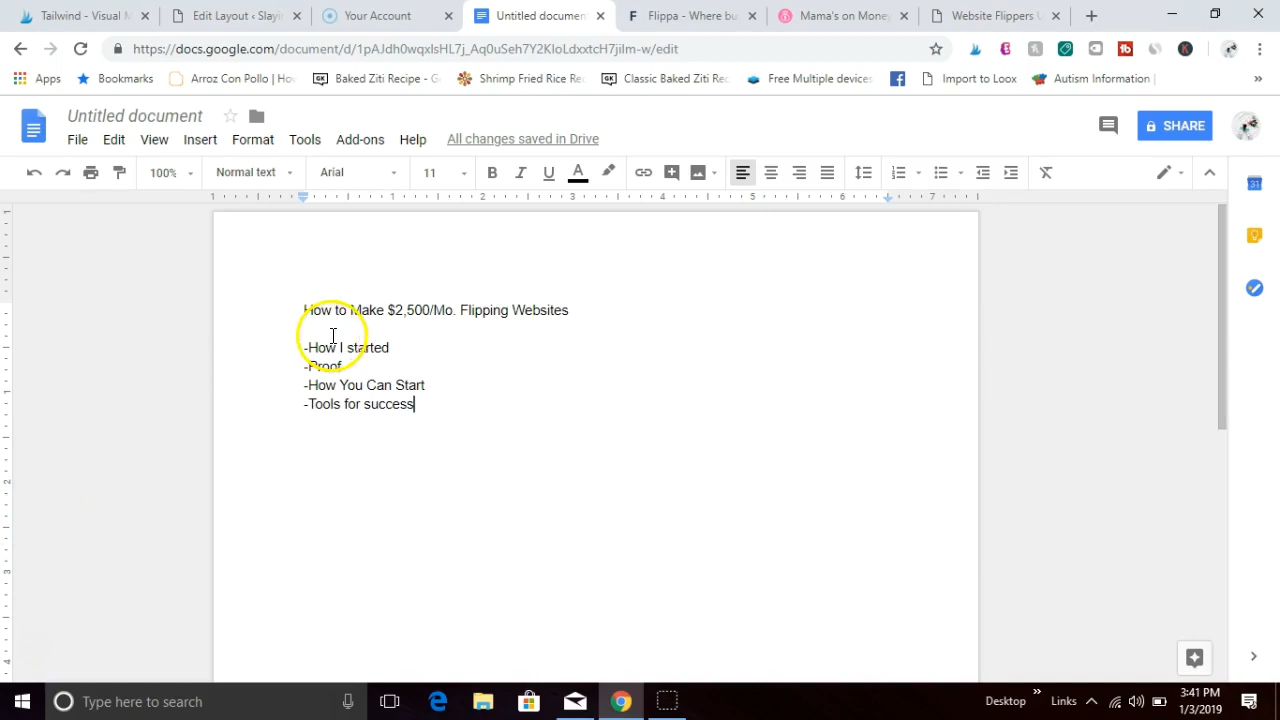 Tailwind - Visual M
Edit Layout ‹ Slayin
Your Account
Untitled documen
Flippa - Where bu
Mama's on Money
Website Flippers U
https://docs.google.com/document/d/1pAJdh0wqxlsHL7j_Aq0uSeh7Y2KloLdxxtcH7jiIm-w/edit
Apps
Bookmarks
Arroz Con Pollo | Ho
Baked Ziti Recipe - G
Shrimp Fried Rice Re
Classic Baked Ziti Re
Free Multiple devices
Import to Loox
Autism Information |
Untitled document
SHARE
File Edit View Insert Format Tools Add-ons Help All changes saved in Drive
100% Normal text Arial 11
How to Make $2,500/Mo. Flipping Websites
-How I started
-Proof
-How You Can Start
-Tools for success
Type here to search
Desktop
Links
3:41 PM
1/3/2019